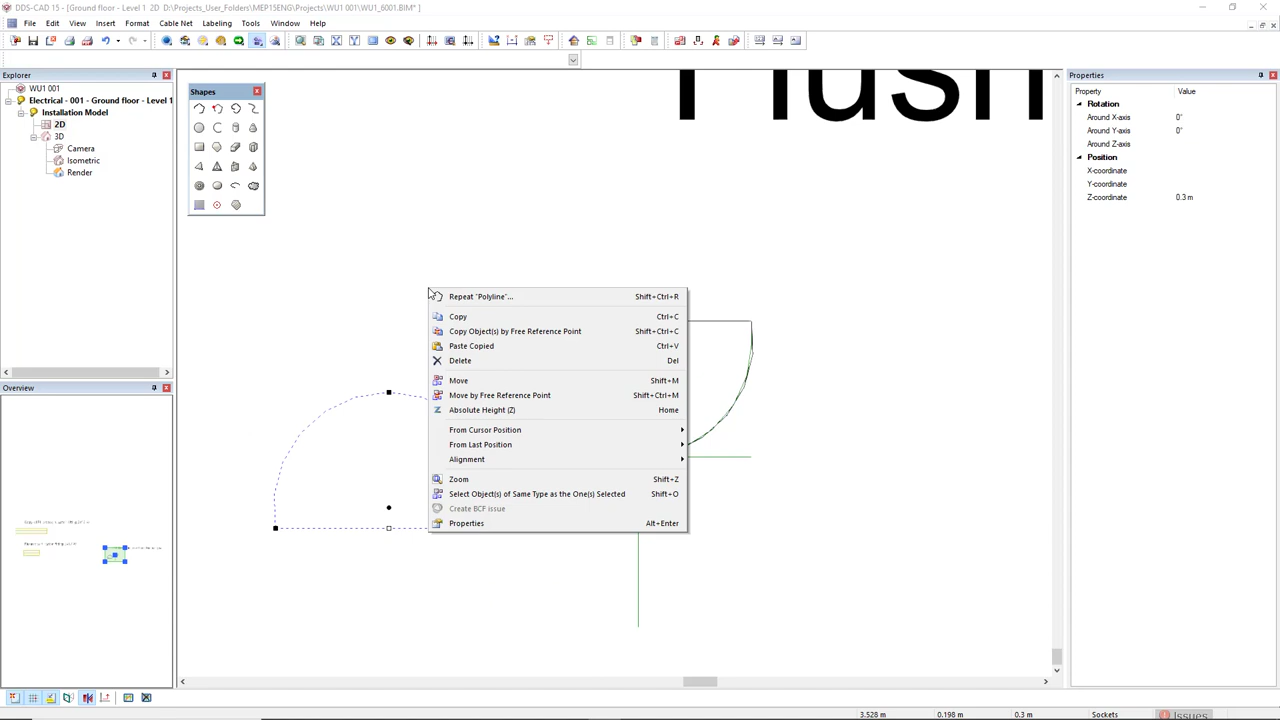 DDS-CAD 15 - [Ground floor - Level 1 2D D:\Projects_User_Folders\MEP15ENG\Projects\WU1 001\WU1_6001.BIM* ]
File Edit View Insert Format Cable Net Labeling Tools Window Help
Explorer
WU1 001
Electrical - 001 - Ground floor - Level 1
Installation Model
2D
3D
Camera
Isometric
Render
Overview
Shapes
Flush
Repeat "Polyline"... Shift+Ctrl+R
Copy Ctrl+C
Copy Object(s) by Free Reference Point Shift+Ctrl+C
Paste Copied Ctrl+V
Delete Del
Move Shift+M
Move by Free Reference Point Shift+Ctrl+M
Absolute Height (Z) Home
From Cursor Position
From Last Position
Alignment
Zoom Shift+Z
Select Object(s) of Same Type as the One(s) Selected Shift+O
Create BCF issue
Properties Alt+Enter
Properties
Property Value
Rotation
Around X-axis 0°
Around Y-axis 0°
Around Z-axis
Position
X-coordinate
Y-coordinate
Z-coordinate 0.3 m
3.528 m 0.198 m 0.3 m Sockets Issues